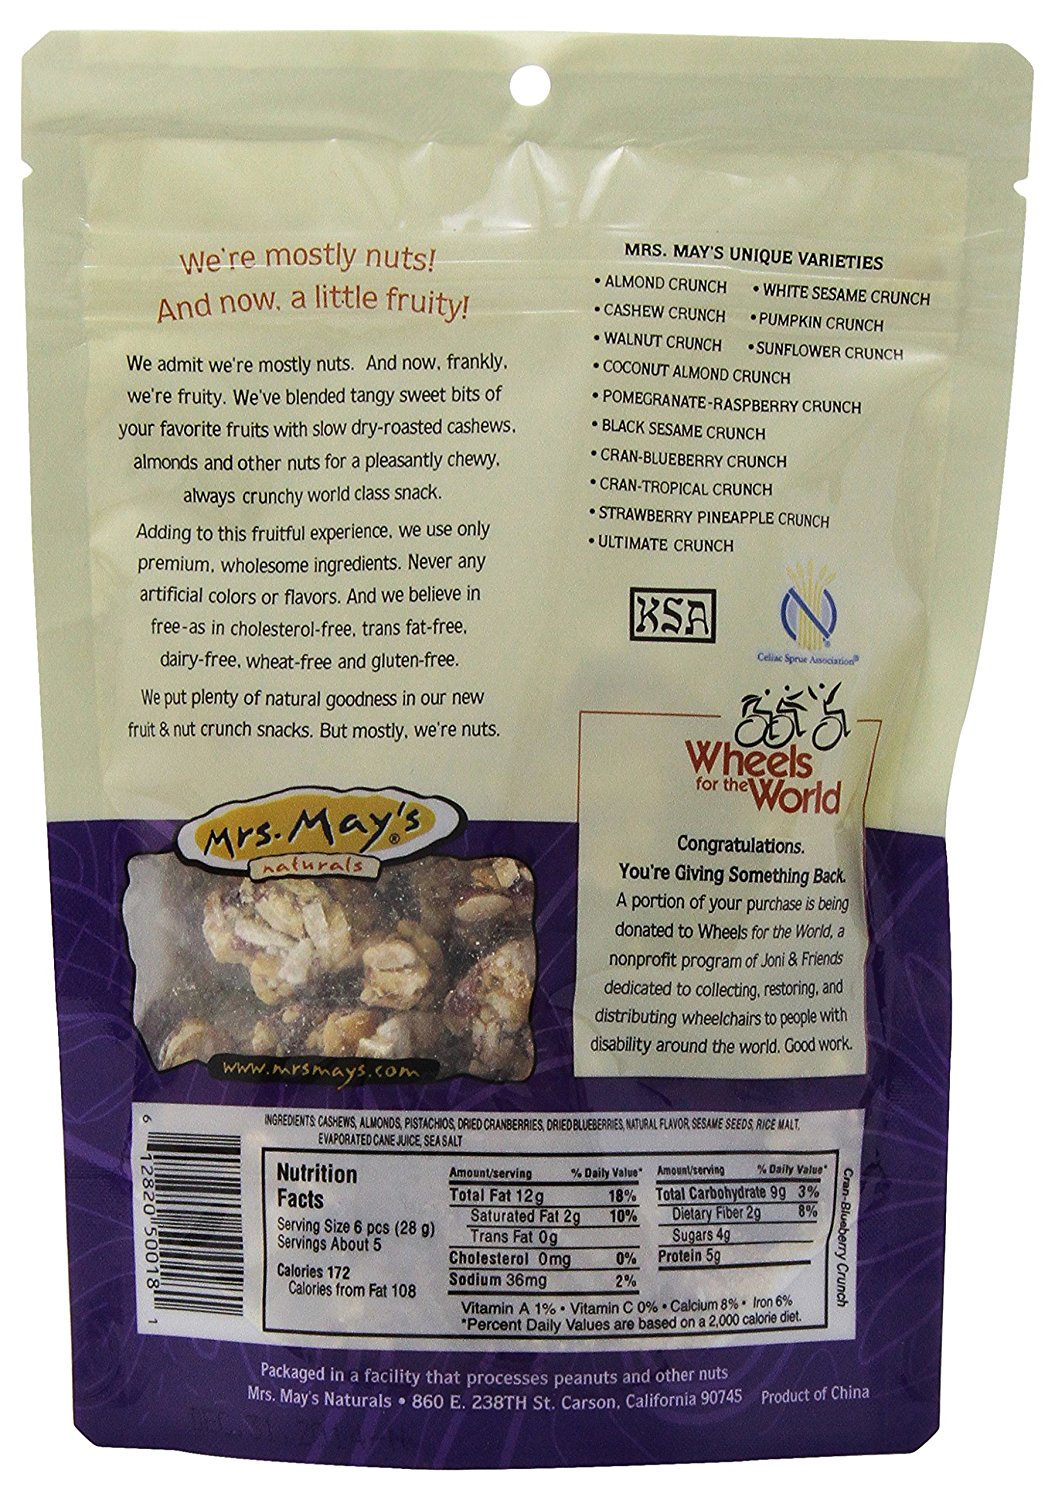 We're mostly nuts!
And now, a little fruity!
We admit we're mostly nuts. And now, frankly,
we're fruity. We've blended tangy sweet bits of
your favorite fruits with slow dry-roasted cashews,
almonds and other nuts for a pleasantly chewy,
always crunchy world class snack.
Adding to this fruitful experience, we use only
premium, wholesome ingredients. Never any
artificial colors or flavors. And we believe in
free-as in cholesterol-free, trans fat-free,
dairy-free, wheat-free and gluten-free.
We put plenty of natural goodness in our new
fruit & nut crunch snacks. But mostly, we're nuts.
MRS. MAY'S UNIQUE VARIETIES
• ALMOND CRUNCH • WHITE SESAME CRUNCH
• CASHEW CRUNCH • PUMPKIN CRUNCH
• WALNUT CRUNCH • SUNFLOWER CRUNCH
• COCONUT ALMOND CRUNCH
• POMEGRANATE-RASPBERRY CRUNCH
• BLACK SESAME CRUNCH
• CRAN-BLUEBERRY CRUNCH
• CRAN-TROPICAL CRUNCH
• STRAWBERRY PINEAPPLE CRUNCH
• ULTIMATE CRUNCH
KSA
Celiac Sprue Association®
Wheels
for the World
Congratulations.
You're Giving Something Back.
A portion of your purchase is being
donated to Wheels for the World, a
nonprofit program of Joni & Friends
dedicated to collecting, restoring, and
distributing wheelchairs to people with
disability around the world. Good work.
Mrs. May's®
naturals
www.mrsmays.com
6 12820 50018 1
INGREDIENTS: CASHEWS, ALMONDS, PISTACHIOS, DRIED CRANBERRIES, DRIED BLUEBERRIES, NATURAL FLAVOR, SESAME SEEDS, RICE MALT,
EVAPORATED CANE JUICE, SEA SALT
Nutrition
Facts
Serving Size 6 pcs (28 g)
Servings About 5
Calories 172
Calories from Fat 108
Amount/serving % Daily Value*
Total Fat 12g 18%
Saturated Fat 2g 10%
Trans Fat 0g
Cholesterol 0mg 0%
Sodium 36mg 2%
Amount/serving % Daily Value*
Total Carbohydrate 9g 3%
Dietary Fiber 2g 8%
Sugars 4g
Protein 5g
Vitamin A 1% • Vitamin C 0% • Calcium 8% • Iron 6%
*Percent Daily Values are based on a 2,000 calorie diet.
Cran-Blueberry Crunch
Packaged in a facility that processes peanuts and other nuts
Mrs. May's Naturals • 860 E. 238TH St. Carson, California 90745 Product of China